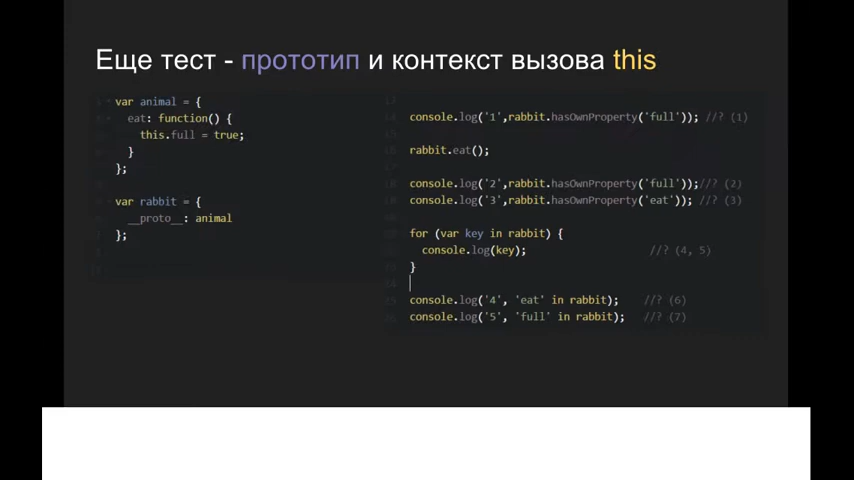 Еще тест - прототип и контекст вызова this
var animal = {
eat: function() {
this.full = true;
}
};
var rabbit = {
__proto__: animal
};
console.log('1',rabbit.hasOwnProperty('full')); //? (1)
rabbit.eat();
console.log('2',rabbit.hasOwnProperty('full'));//? (2)
console.log('3',rabbit.hasOwnProperty('eat')); //? (3)
for (var key in rabbit) {
console.log(key); //? (4, 5)
}
console.log('4', 'eat' in rabbit); //? (6)
console.log('5', 'full' in rabbit); //? (7)